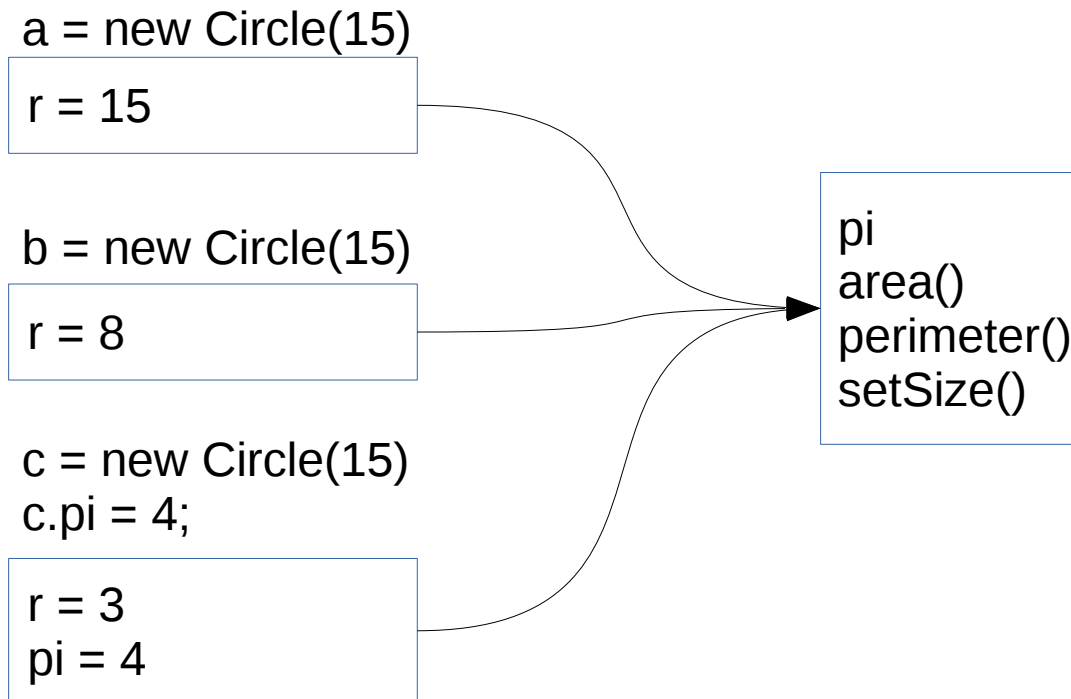 a = new Circle(15)
r = 15
b = new Circle(15)
r = 8
c = new Circle(15)
c.pi = 4;
r = 3
pi = 4
pi
area()
perimeter()
setSize()